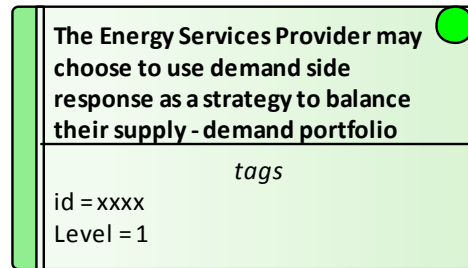 The Energy Services Provider may
choose to use demand side
response as a strategy to balance
their supply - demand portfolio
tags
id = xxxx
Level = 1